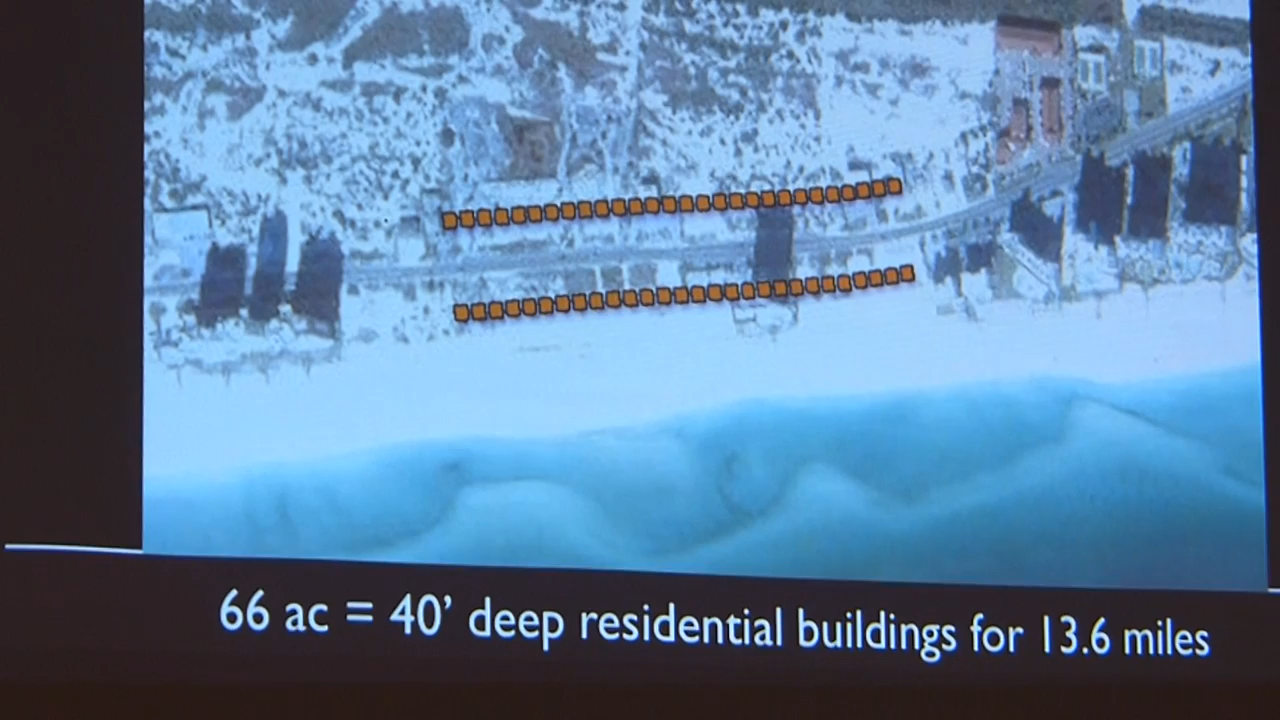 66 ac = 40’ deep residential buildings for 13.6 miles